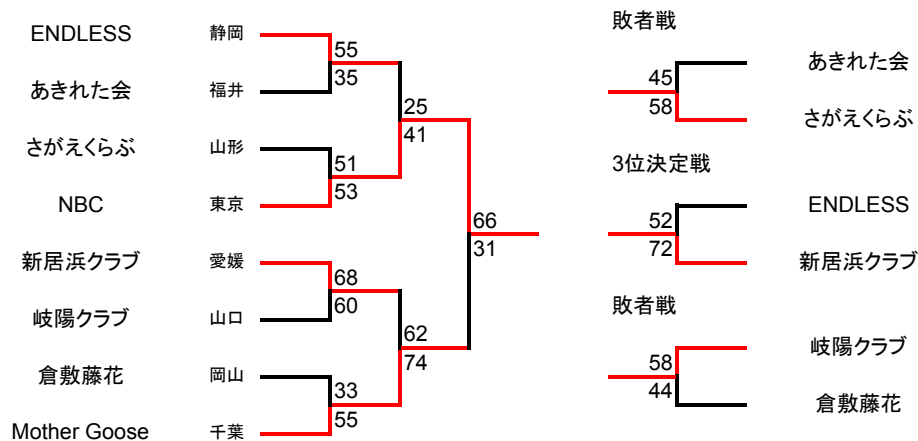 ENDLESS 静岡
あきれた会 福井
さがえくらぶ 山形
NBC 東京
新居浜クラブ 愛媛
岐陽クラブ 山口
倉敷藤花 岡山
Mother Goose 千葉
55
35
51
53
68
60
33
55
25
41
62
74
66
31
敗者戦
あきれた会
45
58
さがえくらぶ
3位決定戦
ENDLESS
52
72
新居浜クラブ
敗者戦
岐陽クラブ
58
44
倉敷藤花